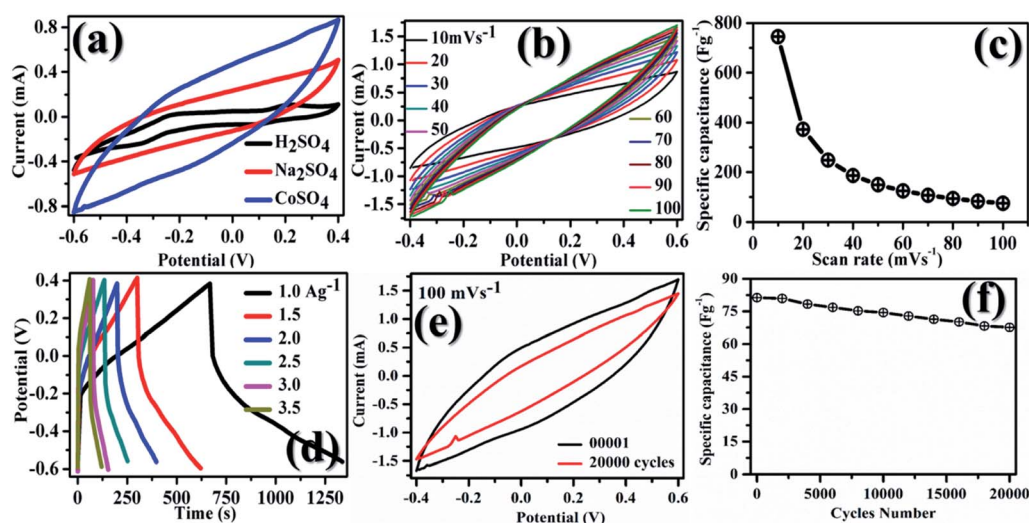 (a)
Current (mA)
0.8
0.4
0.0
-0.4
-0.8
H2SO4
Na2SO4
CoSO4
-0.6 -0.4 -0.2 0.0 0.2 0.4
Potential (V)
(b)
Current (mA)
1.5
1.0
0.5
0.0
-0.5
-1.0
-1.5
10mVs-1
20
30
40
50
60
70
80
90
100
-0.4 -0.2 0.0 0.2 0.4 0.6
Potential (V)
(c)
Specific capacitance (Fg-1)
800
600
400
200
0
20 40 60 80 100
Scan rate (mVs-1)
(d)
Potential (V)
0.4
0.2
0.0
-0.2
-0.4
-0.6
1.0 Ag-1
1.5
2.0
2.5
3.0
3.5
0 250 500 750 1000 1250
Time (s)
100 mVs-1
(e)
Current (mA)
1.5
1.0
0.5
0.0
-0.5
-1.0
-1.5
00001
20000 cycles
-0.4 -0.2 0.0 0.2 0.4 0.6
Potential (V)
(f)
Specific capacitance (Fg-1)
90
75
60
45
30
15
0
0 5000 10000 15000 20000
Cycles Number